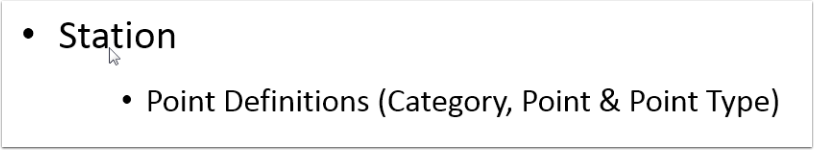 • Station
• Point Definitions (Category, Point & Point Type)